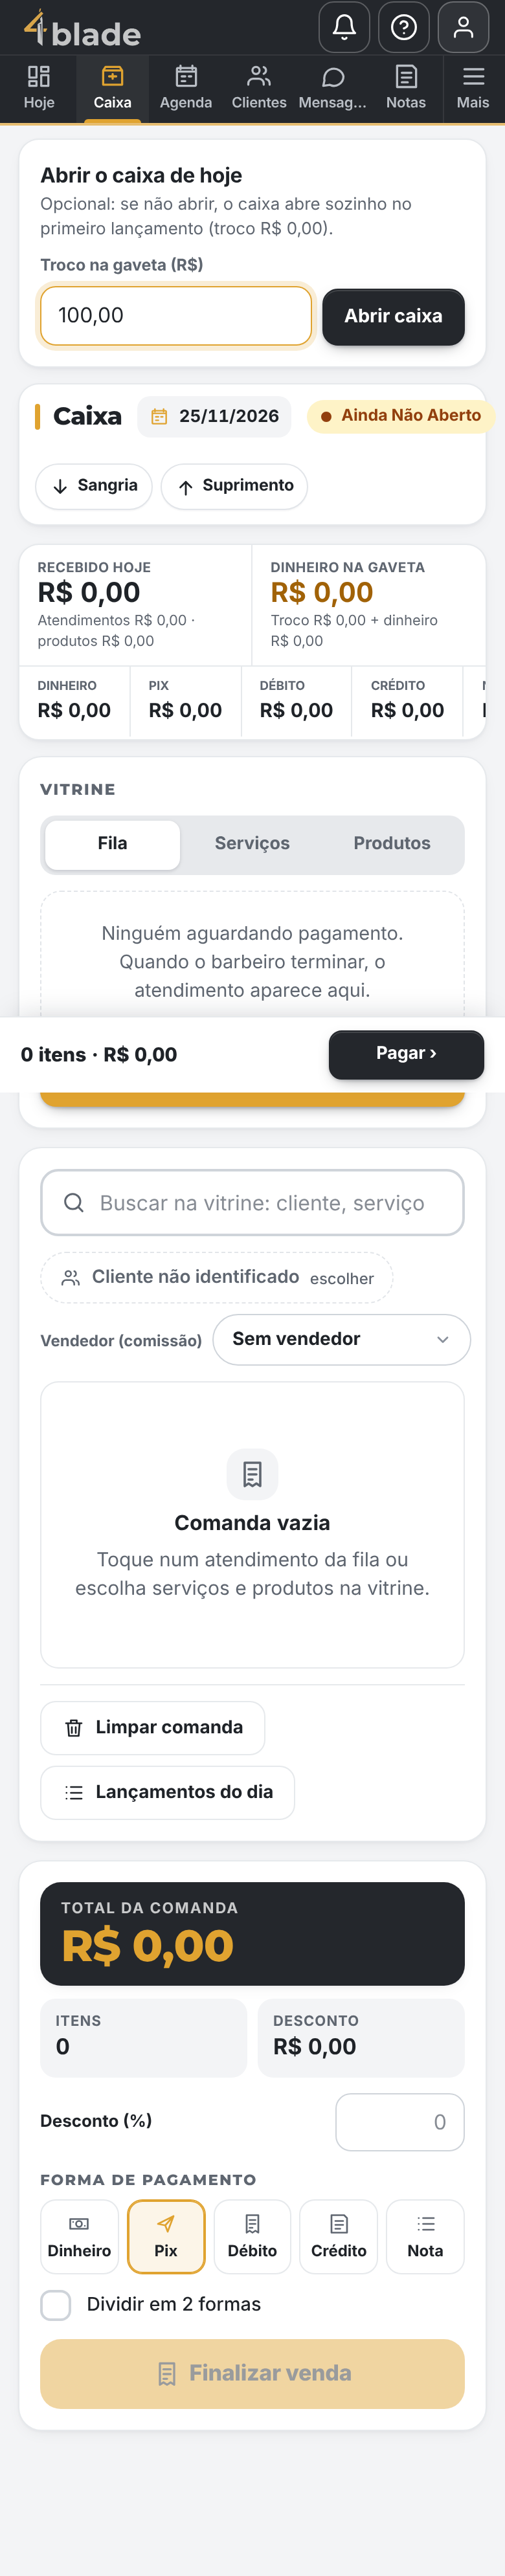 4blade
Hoje
Caixa
Agenda
Clientes
Mensag...
Notas
Mais
Abrir o caixa de hoje
Opcional: se não abrir, o caixa abre sozinho no
primeiro lançamento (troco R$ 0,00).
Troco na gaveta (R$)
100,00
Abrir caixa
Caixa
25/11/2026
Ainda Não Aberto
Sangria
Suprimento
RECEBIDO HOJE
R$ 0,00
Atendimentos R$ 0,00 ·
produtos R$ 0,00
DINHEIRO NA GAVETA
R$ 0,00
Troco R$ 0,00 + dinheiro
R$ 0,00
DINHEIRO
R$ 0,00
PIX
R$ 0,00
DÉBITO
R$ 0,00
CRÉDITO
R$ 0,00
VITRINE
Fila
Serviços
Produtos
Ninguém aguardando pagamento.
Quando o barbeiro terminar, o
atendimento aparece aqui.
0 itens · R$ 0,00
Pagar ›
Buscar na vitrine: cliente, serviço
Cliente não identificado escolher
Vendedor (comissão)
Sem vendedor
Comanda vazia
Toque num atendimento da fila ou
escolha serviços e produtos na vitrine.
Limpar comanda
Lançamentos do dia
TOTAL DA COMANDA
R$ 0,00
ITENS
0
DESCONTO
R$ 0,00
Desconto (%)
0
FORMA DE PAGAMENTO
Dinheiro
Pix
Débito
Crédito
Nota
Dividir em 2 formas
Finalizar venda